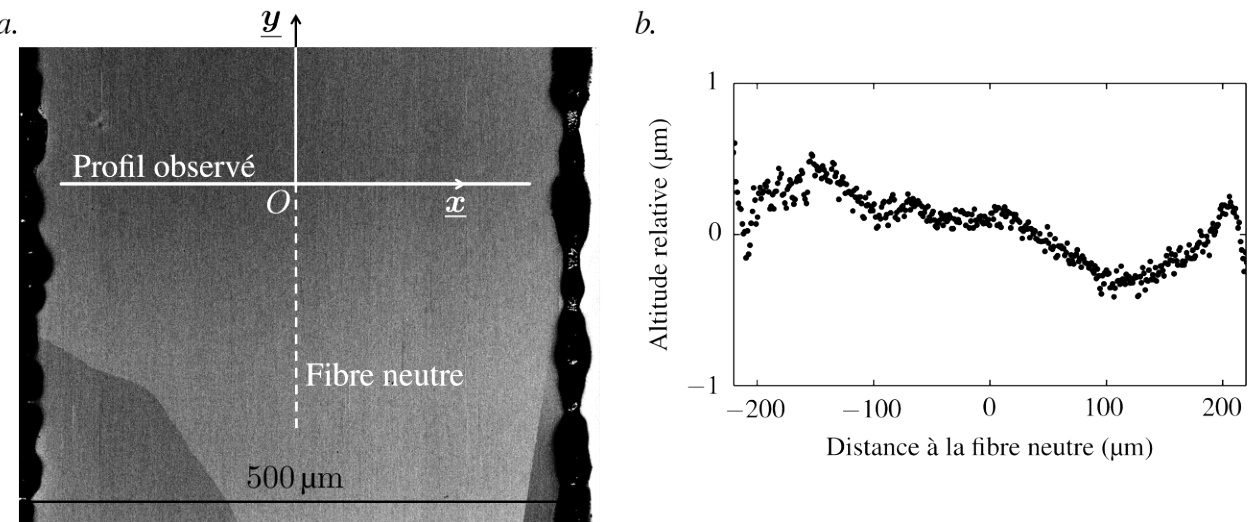 a.
y
Profil observé
O
x
Fibre neutre
500 µm
b.
1
0
−1
Altitude relative (µm)
−200 −100 0 100 200
Distance à la fibre neutre (µm)